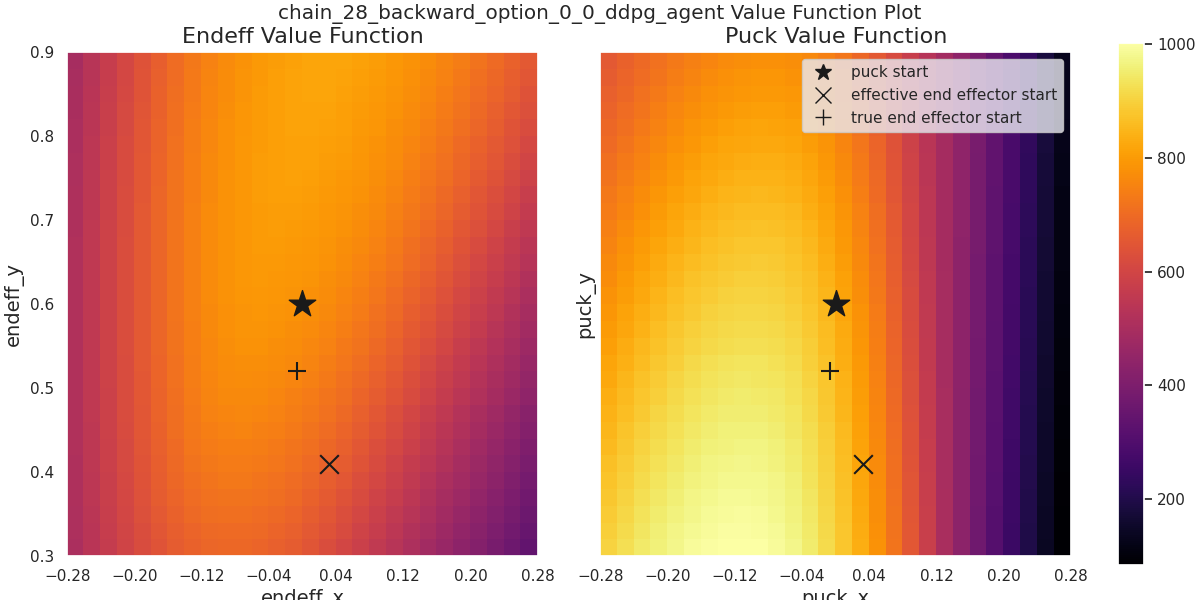 chain_28_backward_option_0_0_ddpg_agent Value Function Plot
Endeff Value Function
Puck Value Function
puck start
effective end effector start
true end effector start
endeff_y
0.9
0.8
0.7
0.6
0.5
0.4
0.3
−0.28
−0.20
−0.12
−0.04
0.04
0.12
0.20
0.28
endeff_x
puck_y
−0.28
−0.20
−0.12
−0.04
0.04
0.12
0.20
0.28
puck_x
1000
800
600
400
200